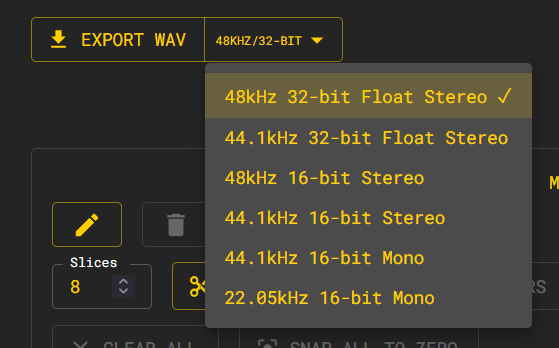 EXPORT WAV
48KHZ/32-BIT
48kHz 32-bit Float Stereo ✓
44.1kHz 32-bit Float Stereo
48kHz 16-bit Stereo
44.1kHz 16-bit Stereo
44.1kHz 16-bit Mono
22.05kHz 16-bit Mono
M
Slices
8
RS
CLEAR ALL
SNAP ALL TO ZERO